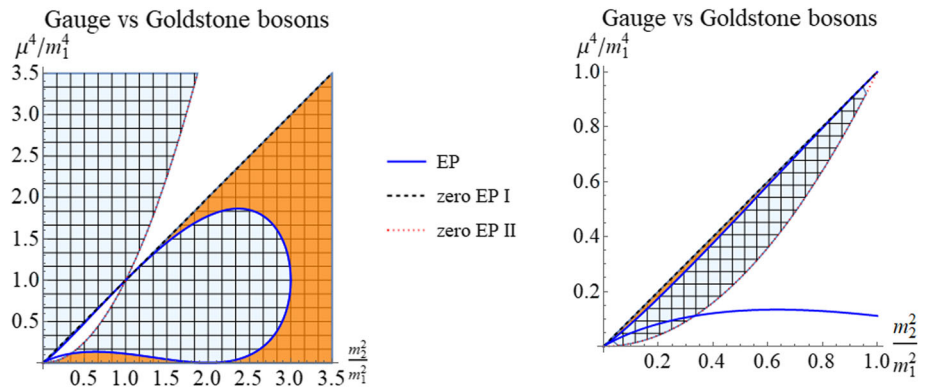 Gauge vs Goldstone bosons
μ⁴/m₁⁴
3.5
3.0
2.5
2.0
1.5
1.0
0.5
0.5 1.0 1.5 2.0 2.5 3.0 3.5
m₂²/m₁²
EP
zero EP I
zero EP II
Gauge vs Goldstone bosons
μ⁴/m₁⁴
1.0
0.8
0.6
0.4
0.2
0.2 0.4 0.6 0.8 1.0
m₂²/m₁²